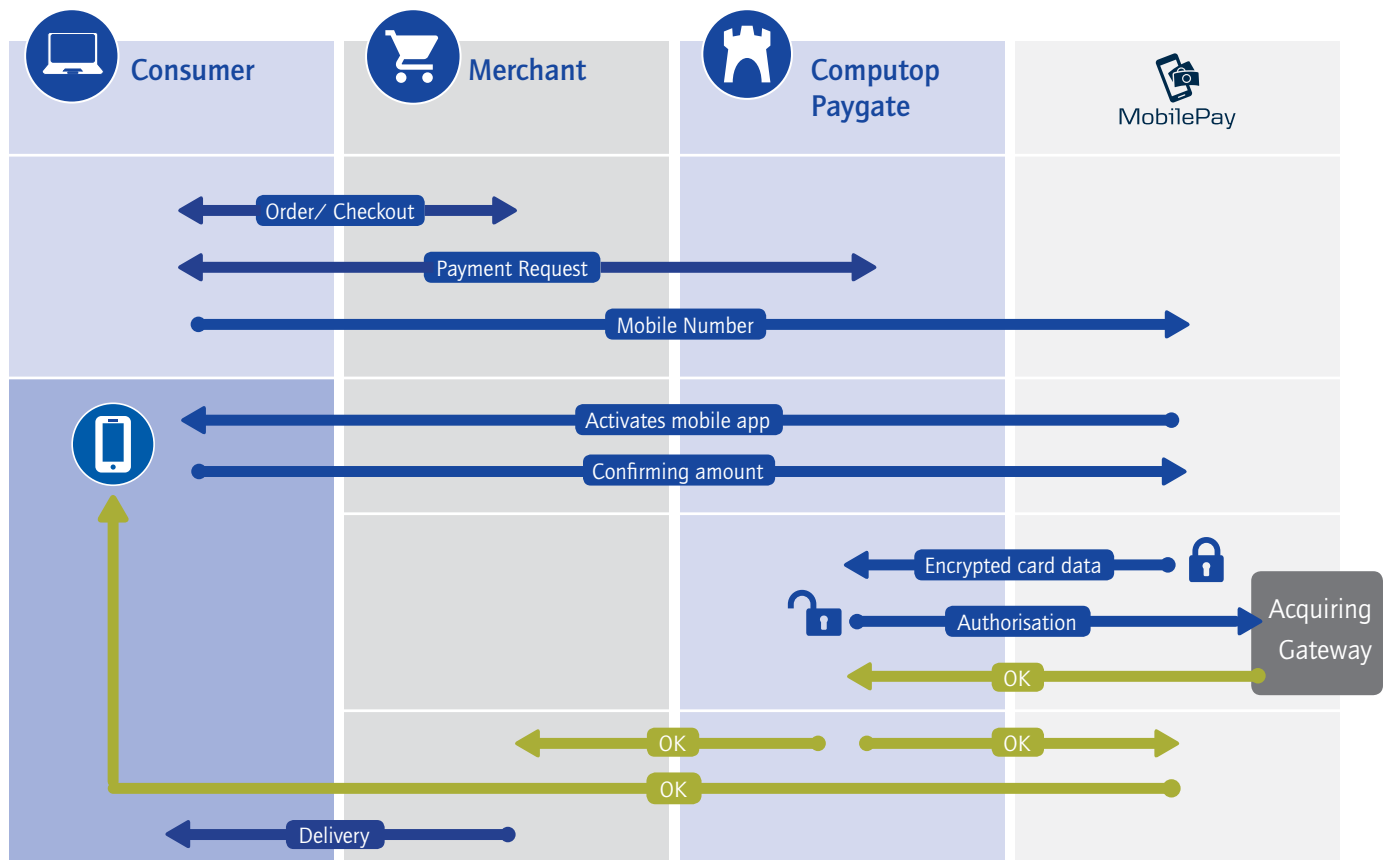 Consumer
Merchant
Computop
Paygate
MobilePay
Order/ Checkout
Payment Request
Mobile Number
Activates mobile app
Confirming amount
Encrypted card data
Authorisation
Acquiring
Gateway
OK
OK
OK
OK
Delivery